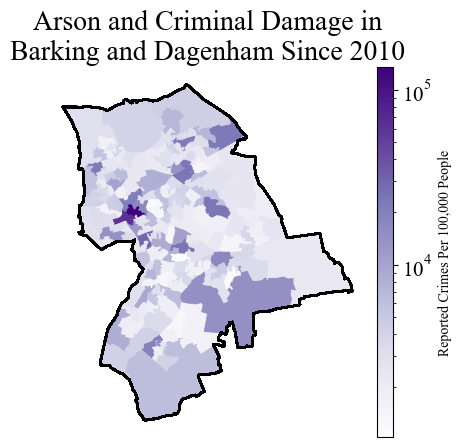 Arson and Criminal Damage in
Barking and Dagenham Since 2010
10^5
10^4
Reported Crimes Per 100,000 People